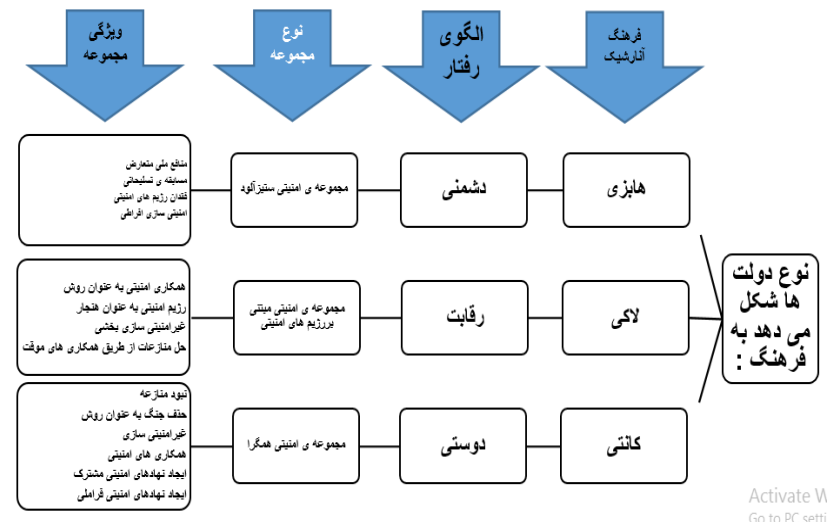 فرهنگ
آنارشیک
الگوی
رفتار
نوع
مجموعه
ویژگی
مجموعه
نوع دولت
ها شکل
می دهد به
فرهنگ :
هابزی
دشمنی
مجموعه ی امنیتی ستیزآلود
منافع ملی متعارض
مسابقه ی تسلیحاتی
فقدان رژیم های امنیتی
امنیتی سازی افراطی
لاکی
رقابت
مجموعه ی امنیتی مبتنی
بررژیم های امنیتی
همکاری امنیتی به عنوان روش
رژیم امنیتی به عنوان هنجار
غیرامنیتی سازی بخشی
حل منازعات از طریق همکاری های موقت
کانتی
دوستی
مجموعه ی امنیتی همگرا
نبود منازعه
حذف جنگ به عنوان روش
غیرامنیتی سازی
همکاری های امنیتی
ایجاد نهادهای امنیتی مشترک
ایجاد نهادهای امنیتی فراملی
Activate W
Go to PC setti